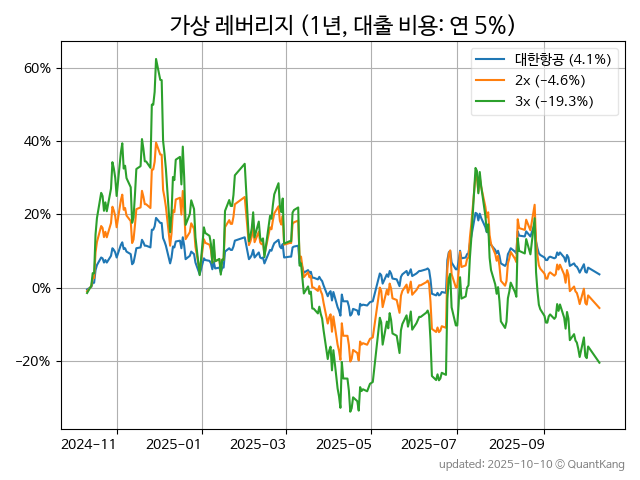 가상 레버리지 (1년, 대출 비용: 연 5%)
대한항공 (4.1%)
2x (−4.6%)
3x (−19.3%)
60%
40%
20%
0%
−20%
2024-11 2025-01 2025-03 2025-05 2025-07 2025-09
updated: 2025-10-10 ⓒ QuantKang